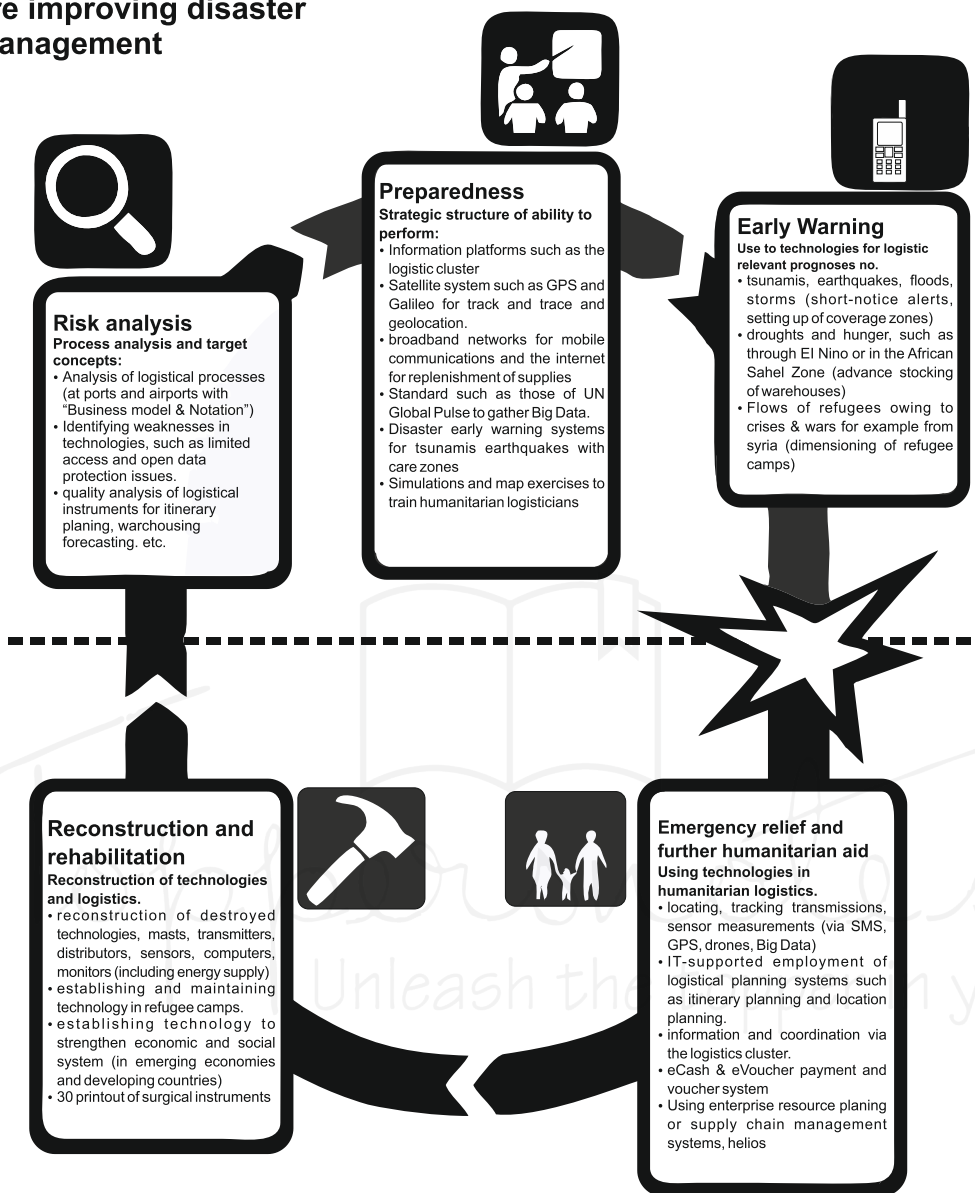 re improving disaster
anagement
Risk analysis
Process analysis and target
concepts:
• Analysis of logistical processes
(at ports and airports with
“Business model & Notation”)
• Identifying weaknesses in
technologies, such as limited
access and open data
protection issues.
• quality analysis of logistical
instruments for itinerary
planing, warchousing
forecasting. etc.
Preparedness
Strategic structure of ability to
perform:
• Information platforms such as the
logistic cluster
• Satellite system such as GPS and
Galileo for track and trace and
geolocation.
• broadband networks for mobile
communications and the internet
for replenishment of supplies
• Standard such as those of UN
Global Pulse to gather Big Data.
• Disaster early warning systems
for tsunamis earthquakes with
care zones
• Simulations and map exercises to
train humanitarian logisticians
Early Warning
Use to technologies for logistic
relevant prognoses no.
• tsunamis, earthquakes, floods,
storms (short-notice alerts,
setting up of coverage zones)
• droughts and hunger, such as
through El Nino or in the African
Sahel Zone (advance stocking
of warehouses)
• Flows of refugees owing to
crises & wars for example from
syria (dimensioning of refugee
camps)
Reconstruction and
rehabilitation
Reconstruction of technologies
and logistics.
• reconstruction of destroyed
technologies, masts, transmitters,
distributors, sensors, computers,
monitors (including energy supply)
• establishing and maintaining
technology in refugee camps.
• establishing technology to
strengthen economic and social
system (in emerging economies
and developing countries)
• 30 printout of surgical instruments
Emergency relief and
further humanitarian aid
Using technologies in
humanitarian logistics.
• locating, tracking transmissions,
sensor measurements (via SMS,
GPS, drones, Big Data)
• IT-supported employment of
logistical planning systems such
as itinerary planning and location
planning.
• information and coordination via
the logistics cluster.
• eCash & eVoucher payment and
voucher system
• Using enterprise resource planing
or supply chain management
systems, helios
Unleash the topper in y